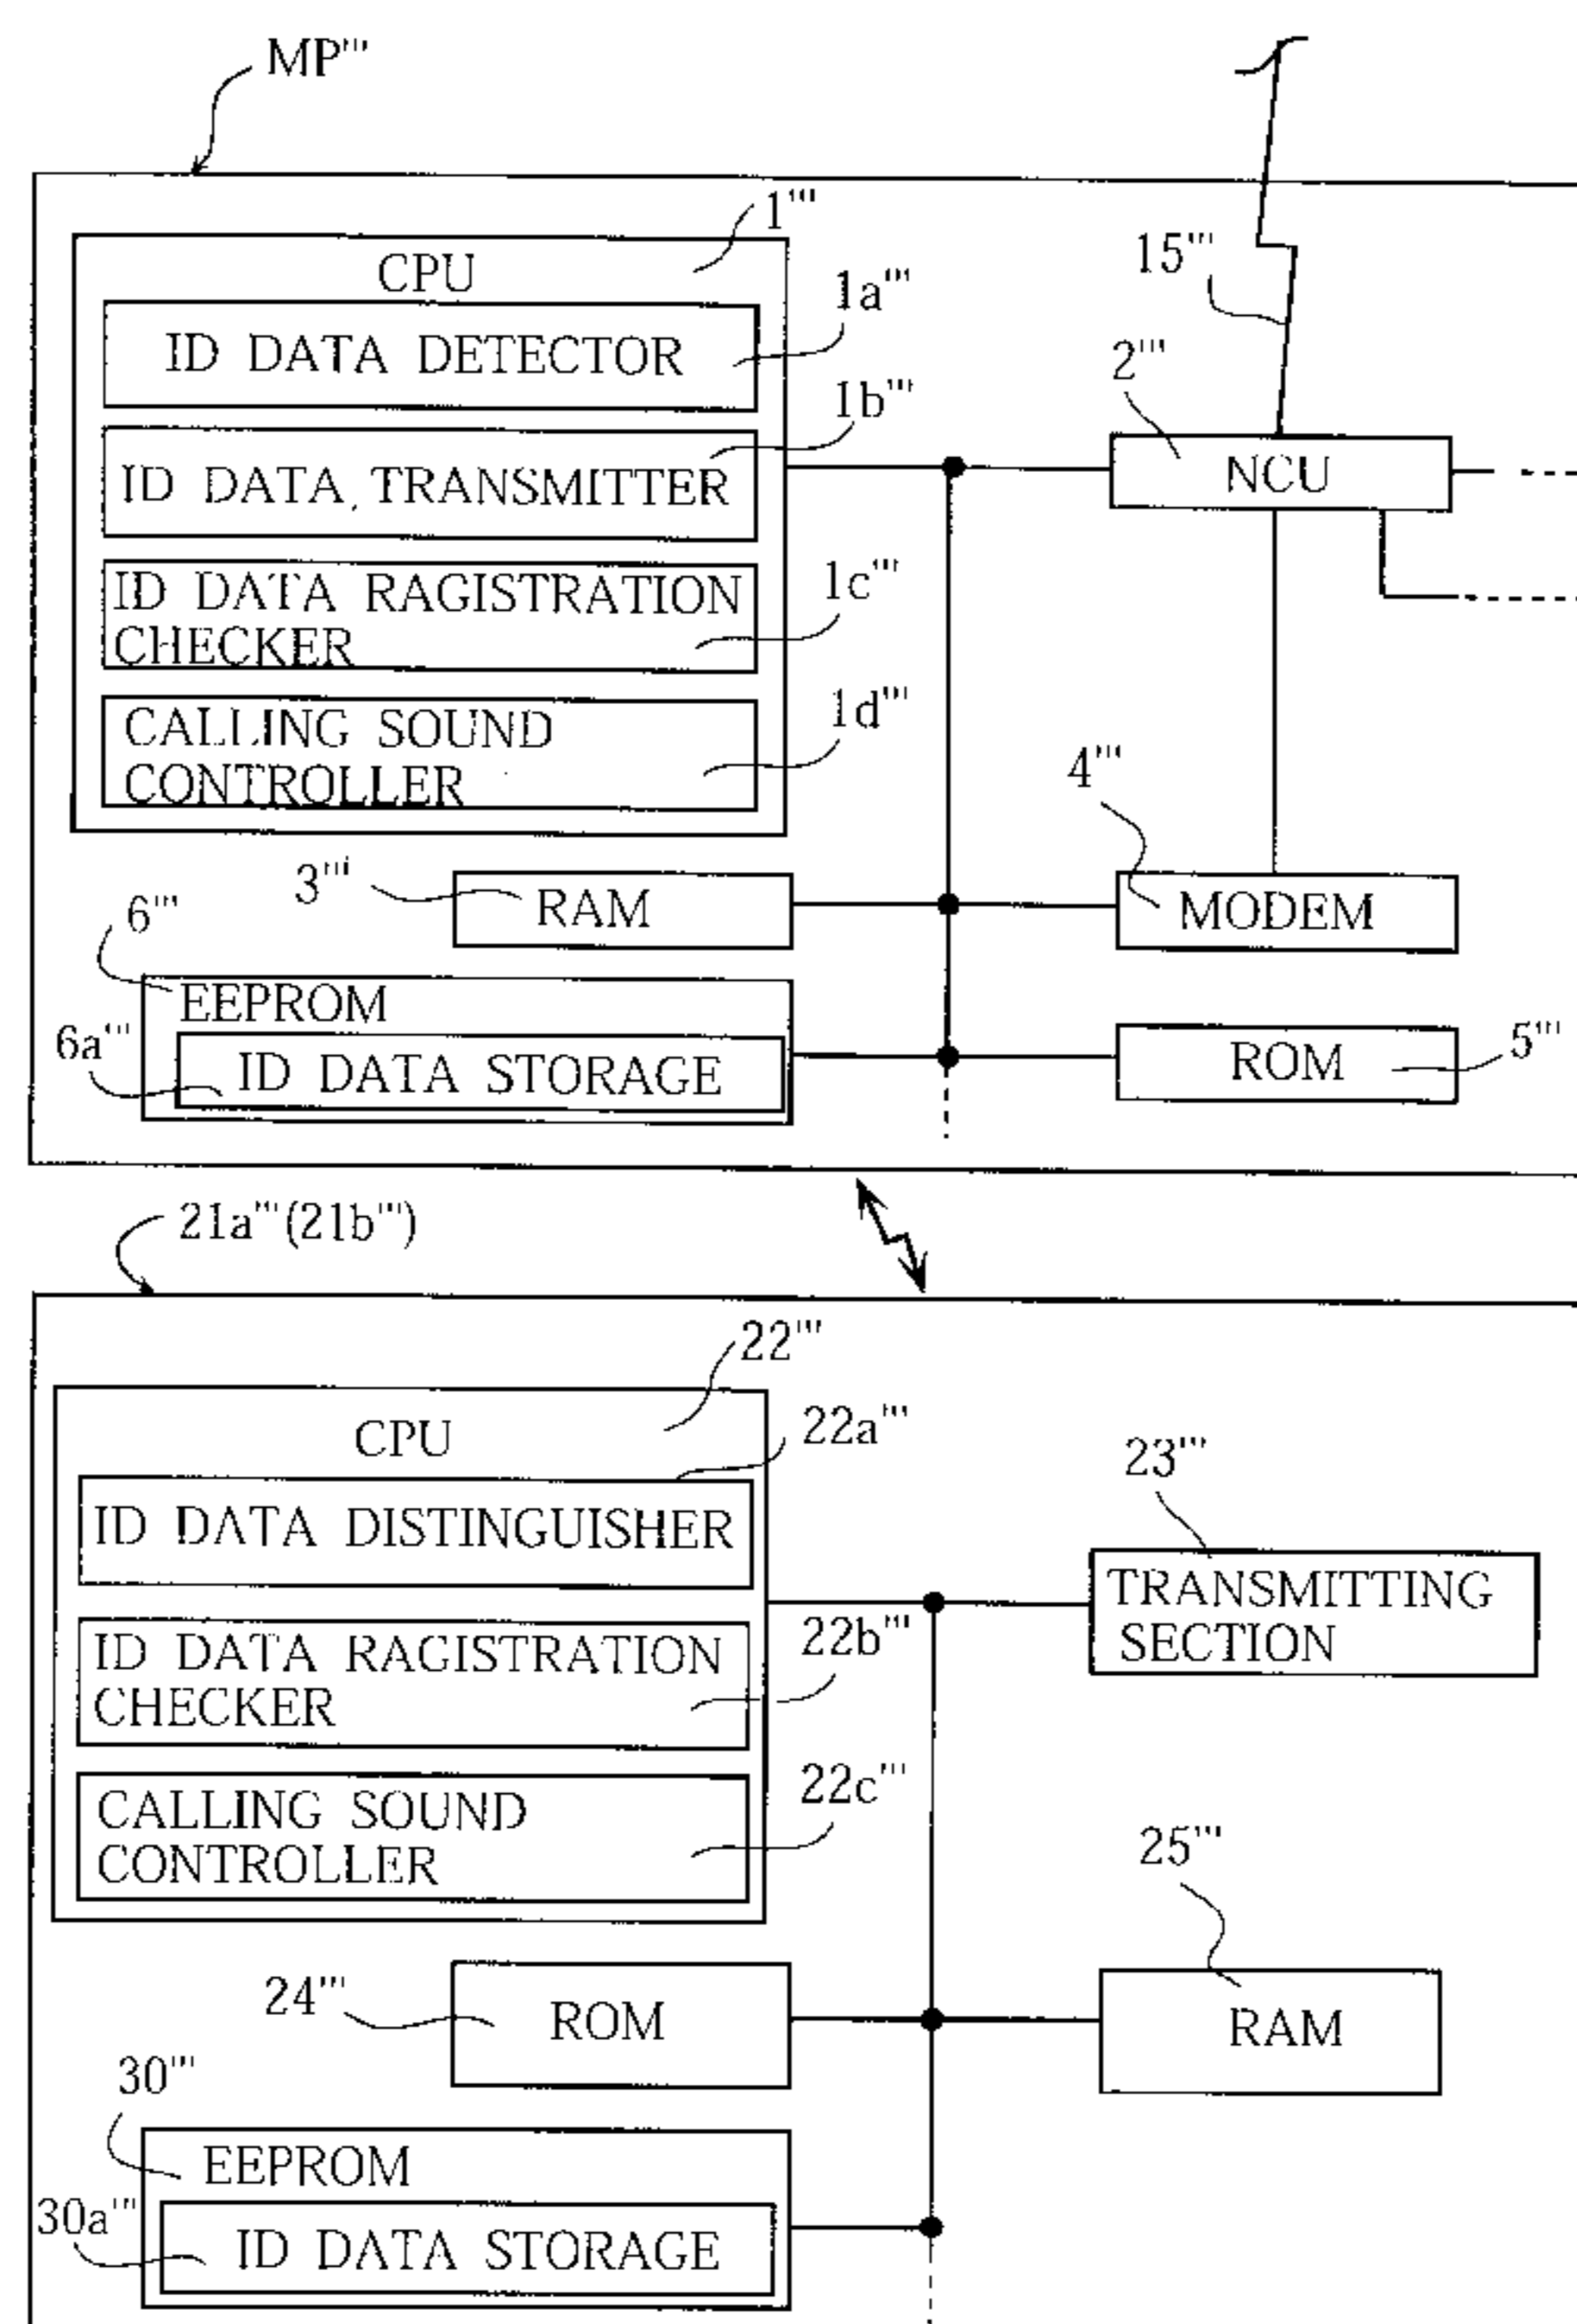 MP'''
1'''
CPU
1a'''
ID DATA DETECTOR
15'''
2'''
1b'''
ID DATA, TRANSMITTER
NCU
ID DATA RAGISTRATION
CHECKER
1c'''
CALLING SOUND
CONTROLLER
1d'''
4'''
3'''
RAM
MODEM
6'''
EEPROM
6a'''
ID DATA STORAGE
ROM
5'''
21a'''(21b''')
22'''
CPU
22a'''
23'''
ID DATA DISTINGUISHER
TRANSMITTING
SECTION
ID DATA RAGISTRATION
CHECKER
22b'''
CALLING SOUND
CONTROLLER
22c'''
25'''
24'''
ROM
RAM
30'''
EEPROM
30a'''
ID DATA STORAGE